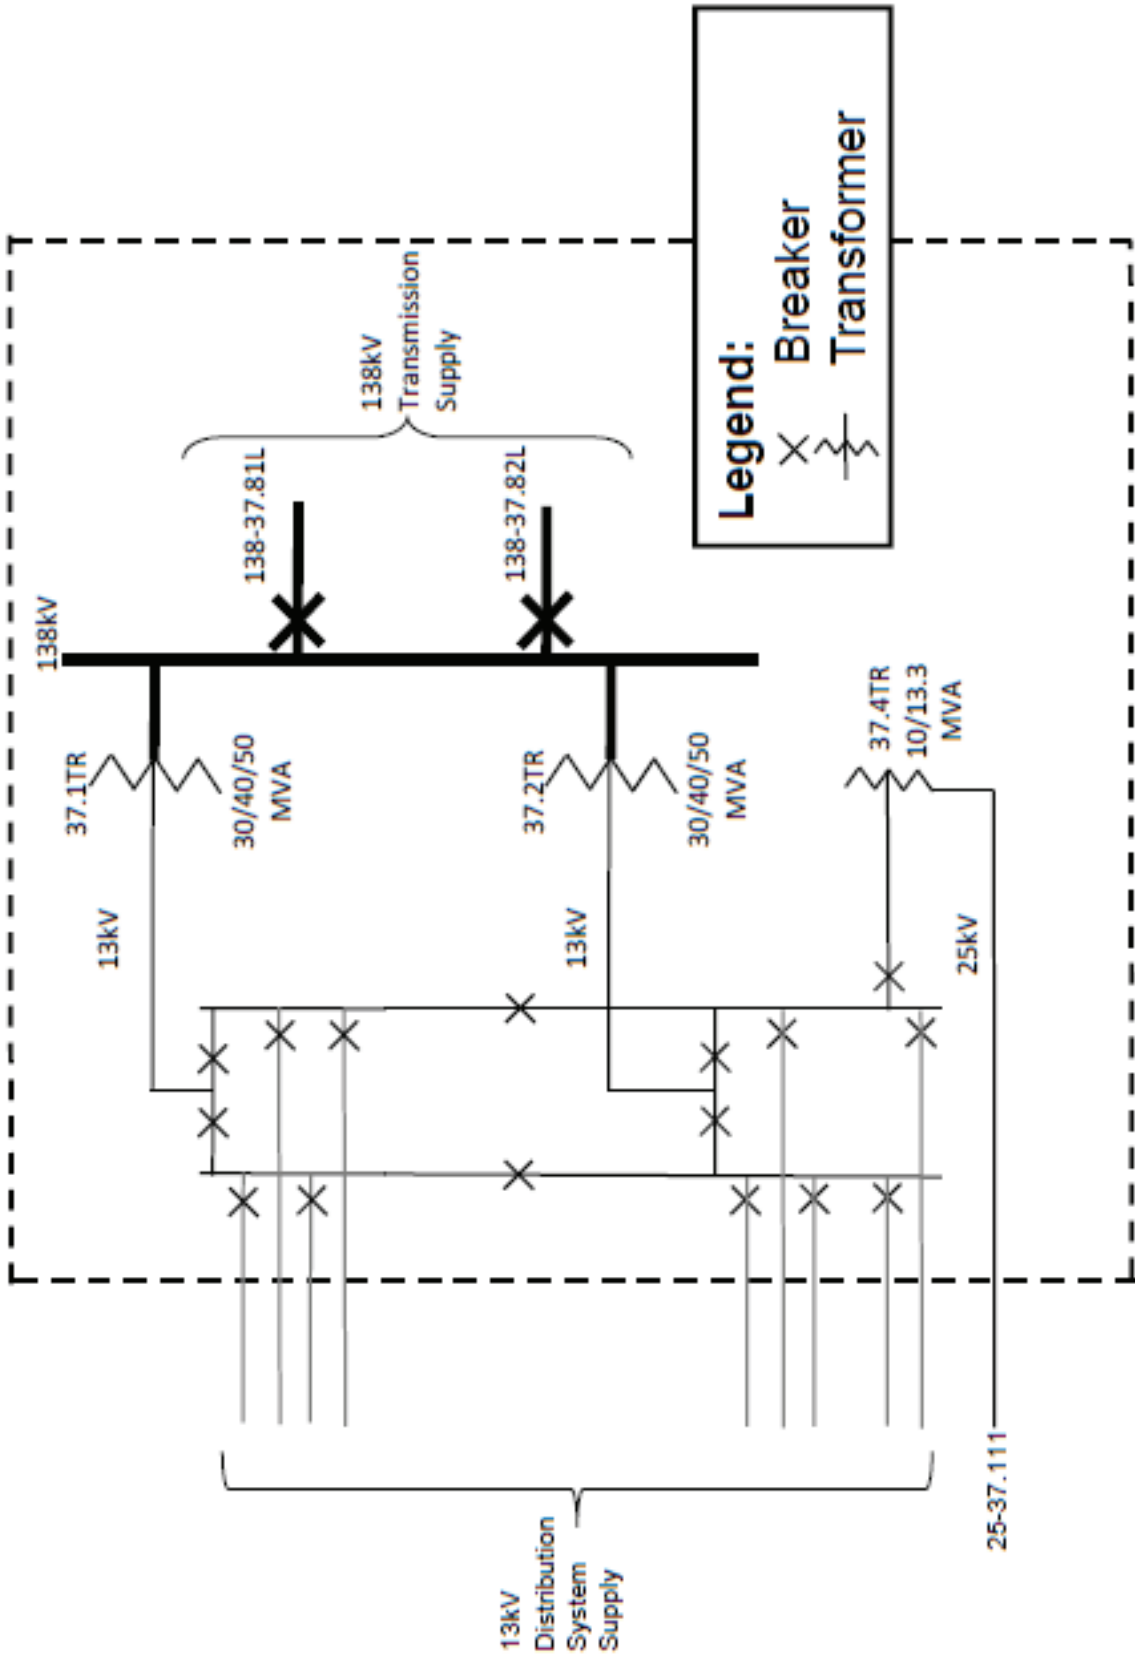 138kV
Transmission
Supply
Legend:
Breaker
Transformer
138-37.81L
138-37.82L
138kV
37.1TR
30/40/50
MVA
37.2TR
30/40/50
MVA
37.4TR
10/13.3
MVA
13kV
13kV
25kV
13kV
Distribution
System
Supply
25-37.111